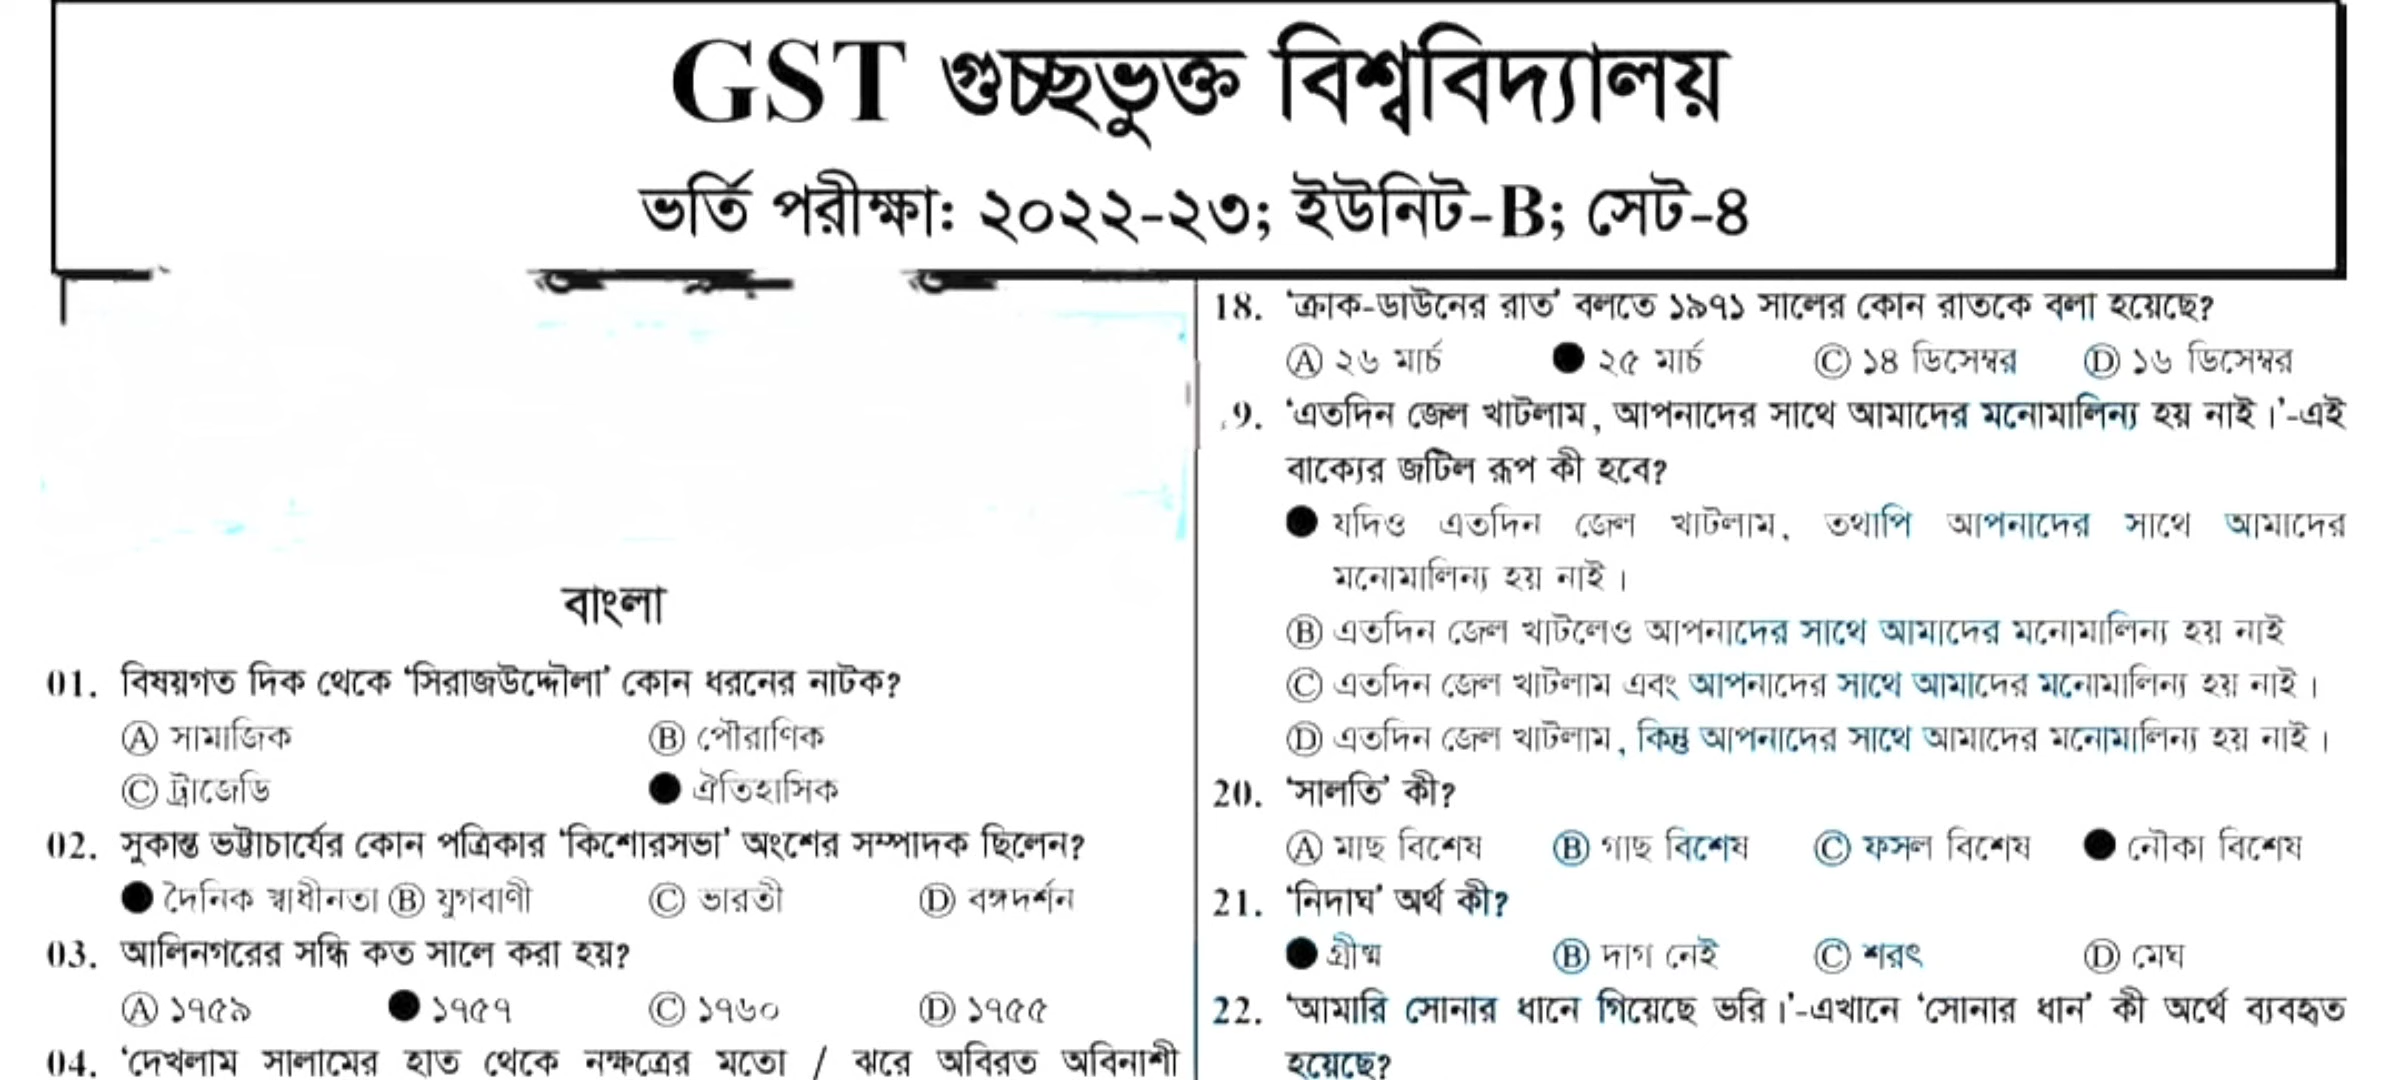 GST গুচ্ছভুক্ত বিশ্ববিদ্যালয়
ভর্তি পরীক্ষা: ২০২২-২৩; ইউনিট-B; সেট-৪
বাংলা
01. বিষয়গত দিক থেকে ‘সিরাজউদ্দৌলা’ কোন ধরনের নাটক?
Ⓐ সামাজিক Ⓑ পৌরাণিক
Ⓒ ট্রাজেডি ● ঐতিহাসিক
02. সুকান্ত ভট্টাচার্যের কোন পত্রিকার ‘কিশোরসভা’ অংশের সম্পাদক ছিলেন?
● দৈনিক স্বাধীনতা Ⓑ যুগবাণী Ⓒ ভারতী Ⓓ বঙ্গদর্শন
03. আলিনগরের সন্ধি কত সালে করা হয়?
Ⓐ ১৭৫৯ ● ১৭৫৭ Ⓒ ১৭৬০ Ⓓ ১৭৫৫
04. ‘দেখলাম সালামের হাত থেকে নক্ষত্রের মতো / ঝরে অবিরত অবিনাশী
18. ‘ক্রাক-ডাউনের রাত’ বলতে ১৯৭১ সালের কোন রাতকে বলা হয়েছে?
Ⓐ ২৬ মার্চ ● ২৫ মার্চ Ⓒ ১৪ ডিসেম্বর Ⓓ ১৬ ডিসেম্বর
9. ‘এতদিন জেল খাটলাম, আপনাদের সাথে আমাদের মনোমালিন্য হয় নাই।’-এই
বাক্যের জটিল রূপ কী হবে?
● যদিও এতদিন জেল খাটলাম, তথাপি আপনাদের সাথে আমাদের
মনোমালিন্য হয় নাই।
Ⓑ এতদিন জেল খাটলেও আপনাদের সাথে আমাদের মনোমালিন্য হয় নাই
Ⓒ এতদিন জেল খাটলাম এবং আপনাদের সাথে আমাদের মনোমালিন্য হয় নাই।
Ⓓ এতদিন জেল খাটলাম, কিন্তু আপনাদের সাথে আমাদের মনোমালিন্য হয় নাই।
20. ‘সালতি’ কী?
Ⓐ মাছ বিশেষ Ⓑ গাছ বিশেষ Ⓒ ফসল বিশেষ ● নৌকা বিশেষ
21. ‘নিদাঘ’ অর্থ কী?
● গ্রীষ্ম Ⓑ দাগ নেই Ⓒ শরৎ Ⓓ মেঘ
22. ‘আমারি সোনার ধানে গিয়েছে ভরি।’-এখানে ‘সোনার ধান’ কী অর্থে ব্যবহৃত
হয়েছে?